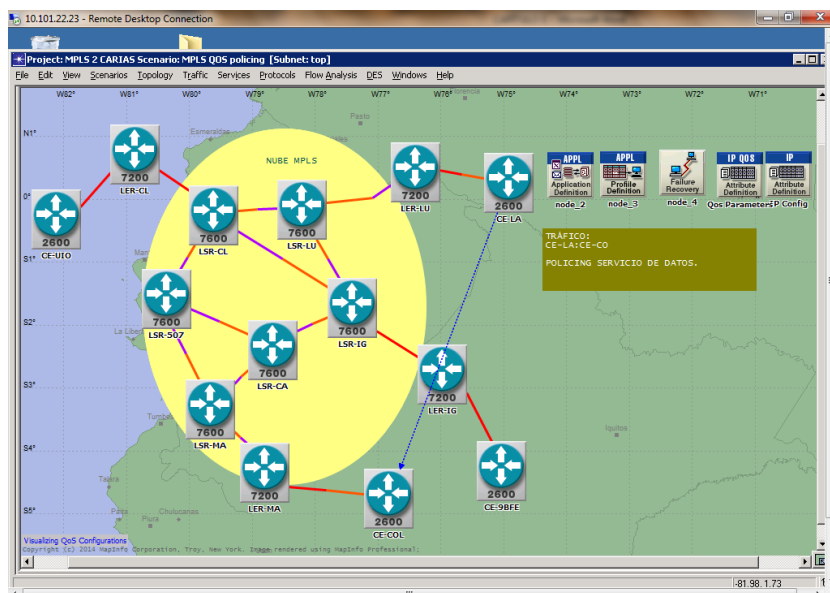 10.101.22.23 - Remote Desktop Connection
Project: MPLS 2 CARIAS Scenario: MPLS QOS policing [Subnet: top]
File Edit View Scenarios Topology Traffic Services Protocols Flow Analysis DES Windows Help
W82° W81° W80° W79° W78° W77° W76° W75° W74° W73° W72° W71°
Florencia
Pasto
N1°
Esmeraldas
NUBE MPLS
7200
LER-CL
7200
LER-LU
2600
CE-LA
APPL
Application
Definition
node_2
APPL
Profile
Definition
node_3
Failure
Recovery
node_4
IP QOS
Attribute
Definition
Qos Parameters
IP
Attribute
Definition
IP Config
0°
2600
CE-UIO
7600
LSR-CL
7600
LSR-LU
TRÁFICO:
CE-LA:CE-CO
POLICING SERVICIO DE DATOS.
S1°
7600
LSR-507
7600
LSR-IG
S2°
7600
LSR-CA
7200
LER-IG
S3°
7600
LSR-MA
Iquitos
S4°
7200
LER-MA
2600
CE-COL
2600
CE-9BFE
Talara
S5°
Chulucanas
Piura
Visualizing QoS Configurations
Copyright (c) 2014 MapInfo Corporation, Troy, New York. Image rendered using MapInfo Professional;
-81.98, 1.73